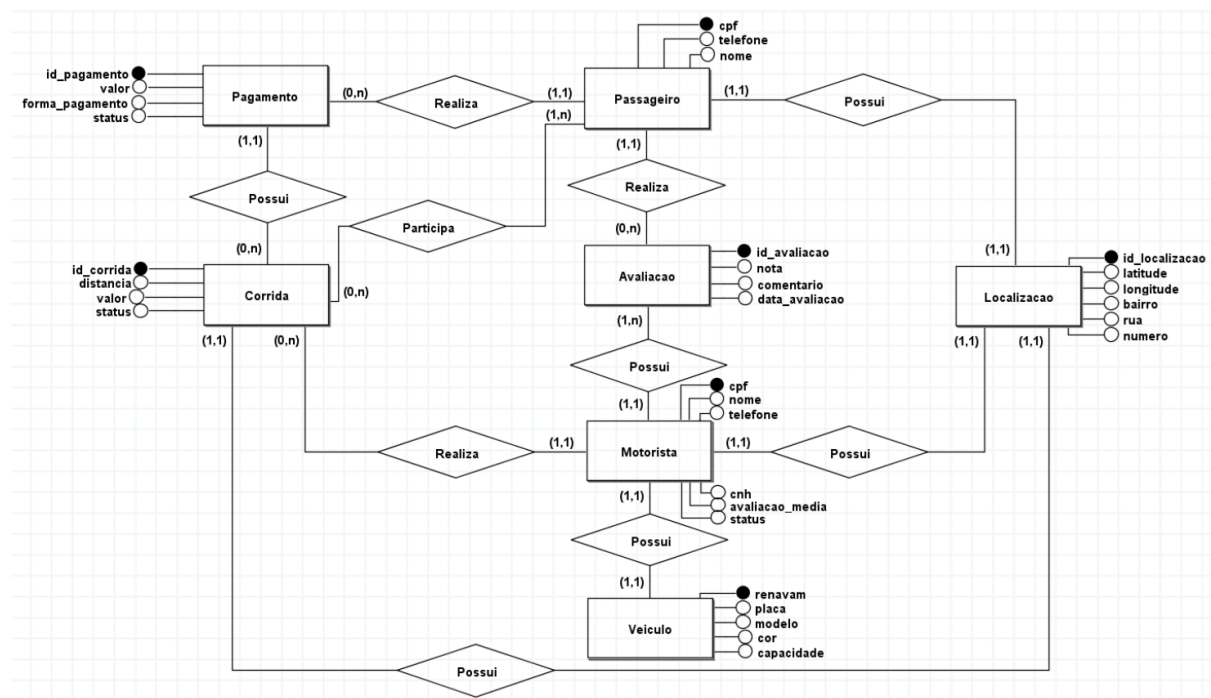 cpf
telefone
nome
id_pagamento
valor
forma_pagamento
status
Pagamento
(0,n)
Realiza
(1,1)
Passageiro
(1,1)
Possui
(1,n)
(1,1)
(1,1)
Possui
Realiza
Participa
(0,n)
(0,n)
(1,1)
id_corrida
distancia
valor
status
Corrida
(0,n)
Avaliacao
id_avaliacao
nota
comentario
data_avaliacao
Localizacao
id_localizacao
latitude
longitude
bairro
rua
numero
(1,1)
(0,n)
(1,n)
(1,1)
(1,1)
Possui
cpf
nome
telefone
(1,1)
Realiza
(1,1)
Motorista
(1,1)
Possui
cnh
avaliacao_media
status
(1,1)
Possui
(1,1)
Veiculo
renavam
placa
modelo
cor
capacidade
Possui